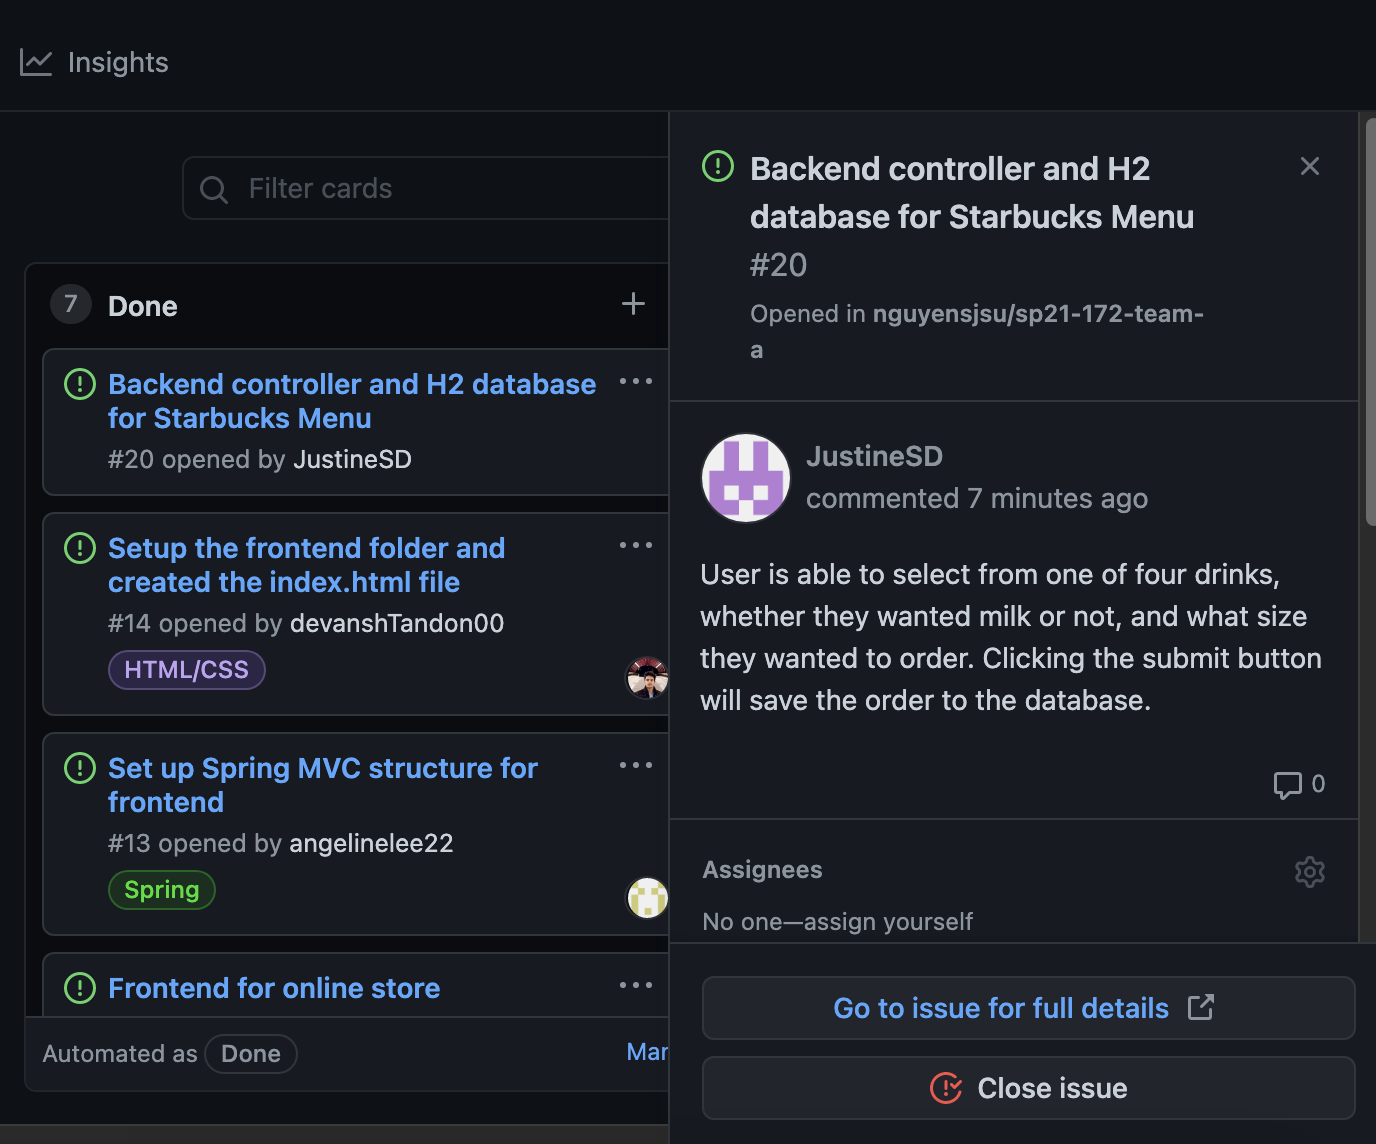 Insights
Filter cards
7 Done
Backend controller and H2 database
for Starbucks Menu
#20 opened by JustineSD
Setup the frontend folder and
created the index.html file
#14 opened by devanshTandon00
HTML/CSS
Set up Spring MVC structure for
frontend
#13 opened by angelinelee22
Spring
Frontend for online store
Automated as Done
Backend controller and H2
database for Starbucks Menu
#20
Opened in nguyensjsu/sp21-172-team-
a
JustineSD
commented 7 minutes ago
User is able to select from one of four drinks,
whether they wanted milk or not, and what size
they wanted to order. Clicking the submit button
will save the order to the database.
0
Assignees
No one—assign yourself
Go to issue for full details
Close issue